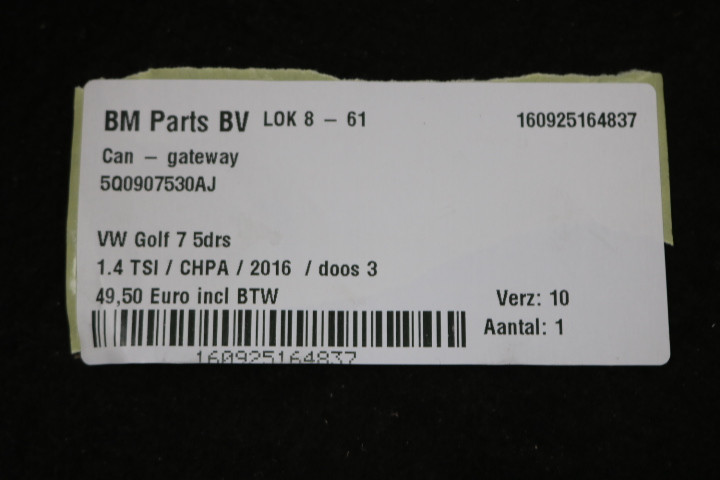 BM Parts BV LOK 8 – 61 160925164837
Can – gateway
5Q0907530AJ
VW Golf 7 5drs
1.4 TSI / CHPA / 2016 / doos 3
49,50 Euro incl BTW Verz: 10
Aantal: 1
160925164837